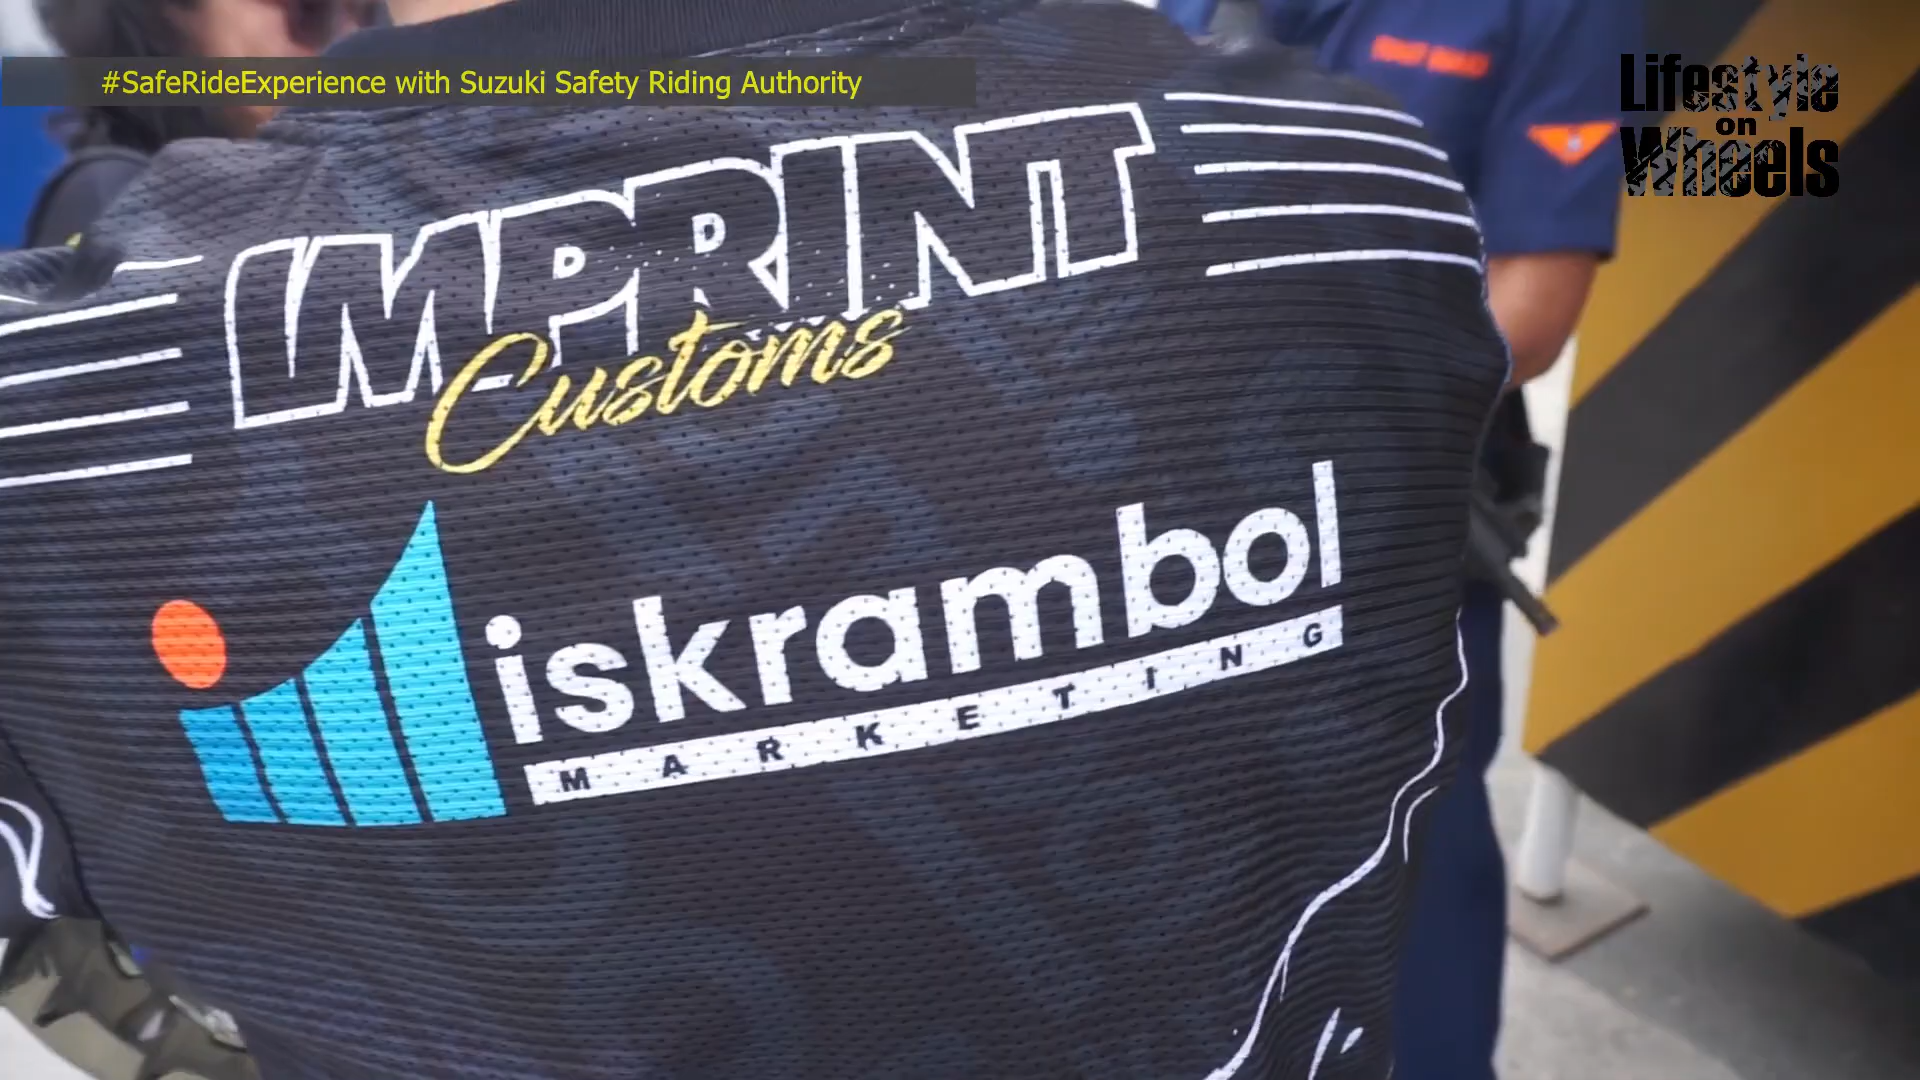 #SafeRideExperience with Suzuki Safety Riding Authority
Lifestyle
on
Wheels
IMPRINT
Customs
iskrambol
MARKETING